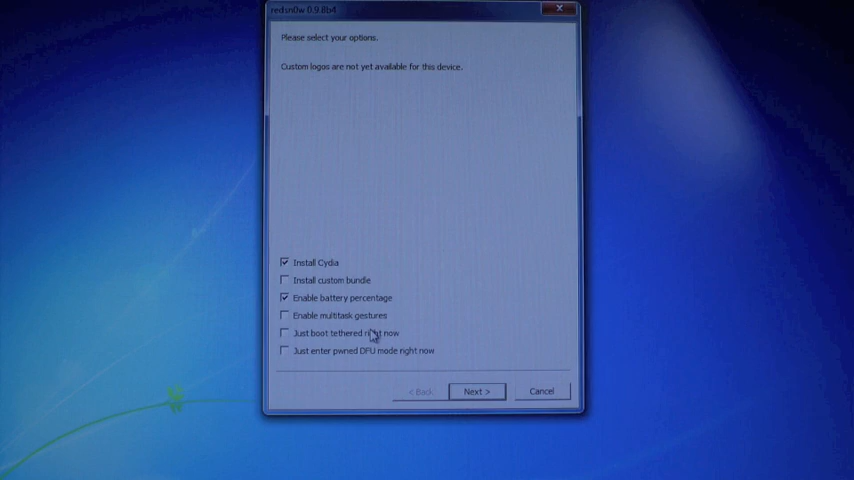 redsn0w 0.9.8b4
Please select your options.
Custom logos are not yet available for this device.
Install Cydia
Install custom bundle
Enable battery percentage
Enable multitask gestures
Just boot tethered right now
Just enter pwned DFU mode right now
< Back
Next >
Cancel